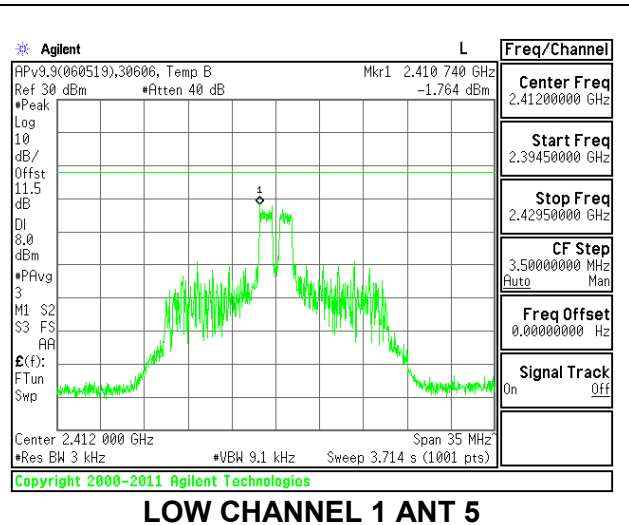 Agilent L
APv9.9(060519),30606, Temp B Mkr1 2.410 740 GHz
Ref 30 dBm #Atten 40 dB -1.764 dBm
#Peak
Log
10
dB/
Offst
11.5
dB
DI
8.0
dBm
#PAvg
3
M1 S2
S3 FS
AA
£(f):
FTun
Swp
1
Center 2.412 000 GHz Span 35 MHz^
#Res BW 3 kHz #VBW 9.1 kHz Sweep 3.714 s (1001 pts)
Copyright 2000-2011 Agilent Technologies
Freq/Channel
Center Freq
2.41200000 GHz
Start Freq
2.39450000 GHz
Stop Freq
2.42950000 GHz
CF Step
3.50000000 MHz
Auto Man
Freq Offset
0.00000000 Hz
Signal Track
On Off
LOW CHANNEL 1 ANT 5